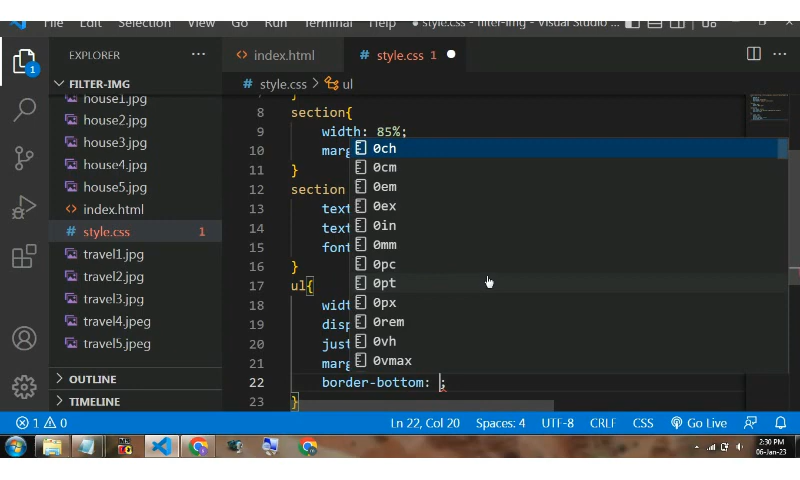 File Edit Selection View Go Run Terminal Help ● style.css - filter-img - Visual Studio ...
EXPLORER ···
<> index.html
# style.css 1 ●
# style.css > ul
FILTER-IMG
house1.jpg
house2.jpg
house3.jpg
house4.jpg
house5.jpg
<> index.html
# style.css 1
travel1.jpg
travel2.jpg
travel3.jpg
travel4.jpeg
travel5.jpeg
OUTLINE
TIMELINE
1
8 section{
9 width: 85%;
10 marg
11 }
12 section
13 text
14 text
15 font
16 }
17 ul{
18 widt
19 disp
20 just
21 marg
22 border-bottom: ;
23 }
0ch
0cm
0em
0ex
0in
0mm
0pc
0pt
0px
0rem
0vh
0vmax
1 0
Ln 22, Col 20 Spaces: 4 UTF-8 CRLF CSS Go Live
2:30 PM
06-Jan-23